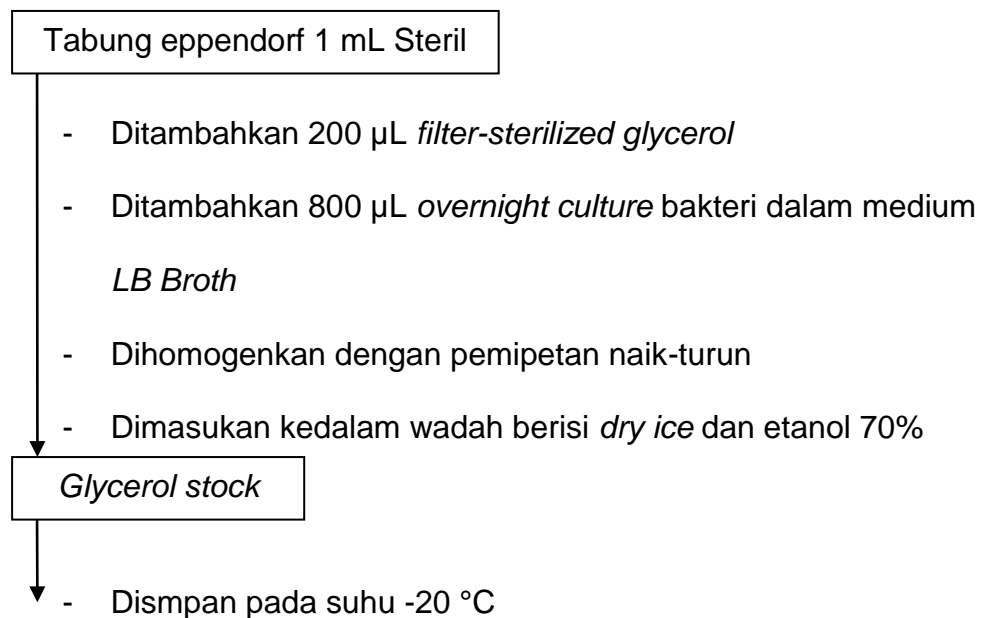 Tabung eppendorf 1 mL Steril
- Ditambahkan 200 µL filter-sterilized glycerol
- Ditambahkan 800 µL overnight culture bakteri dalam medium
LB Broth
- Dihomogenkan dengan pemipetan naik-turun
- Dimasukan kedalam wadah berisi dry ice dan etanol 70%
Glycerol stock
- Dismpan pada suhu -20 °C